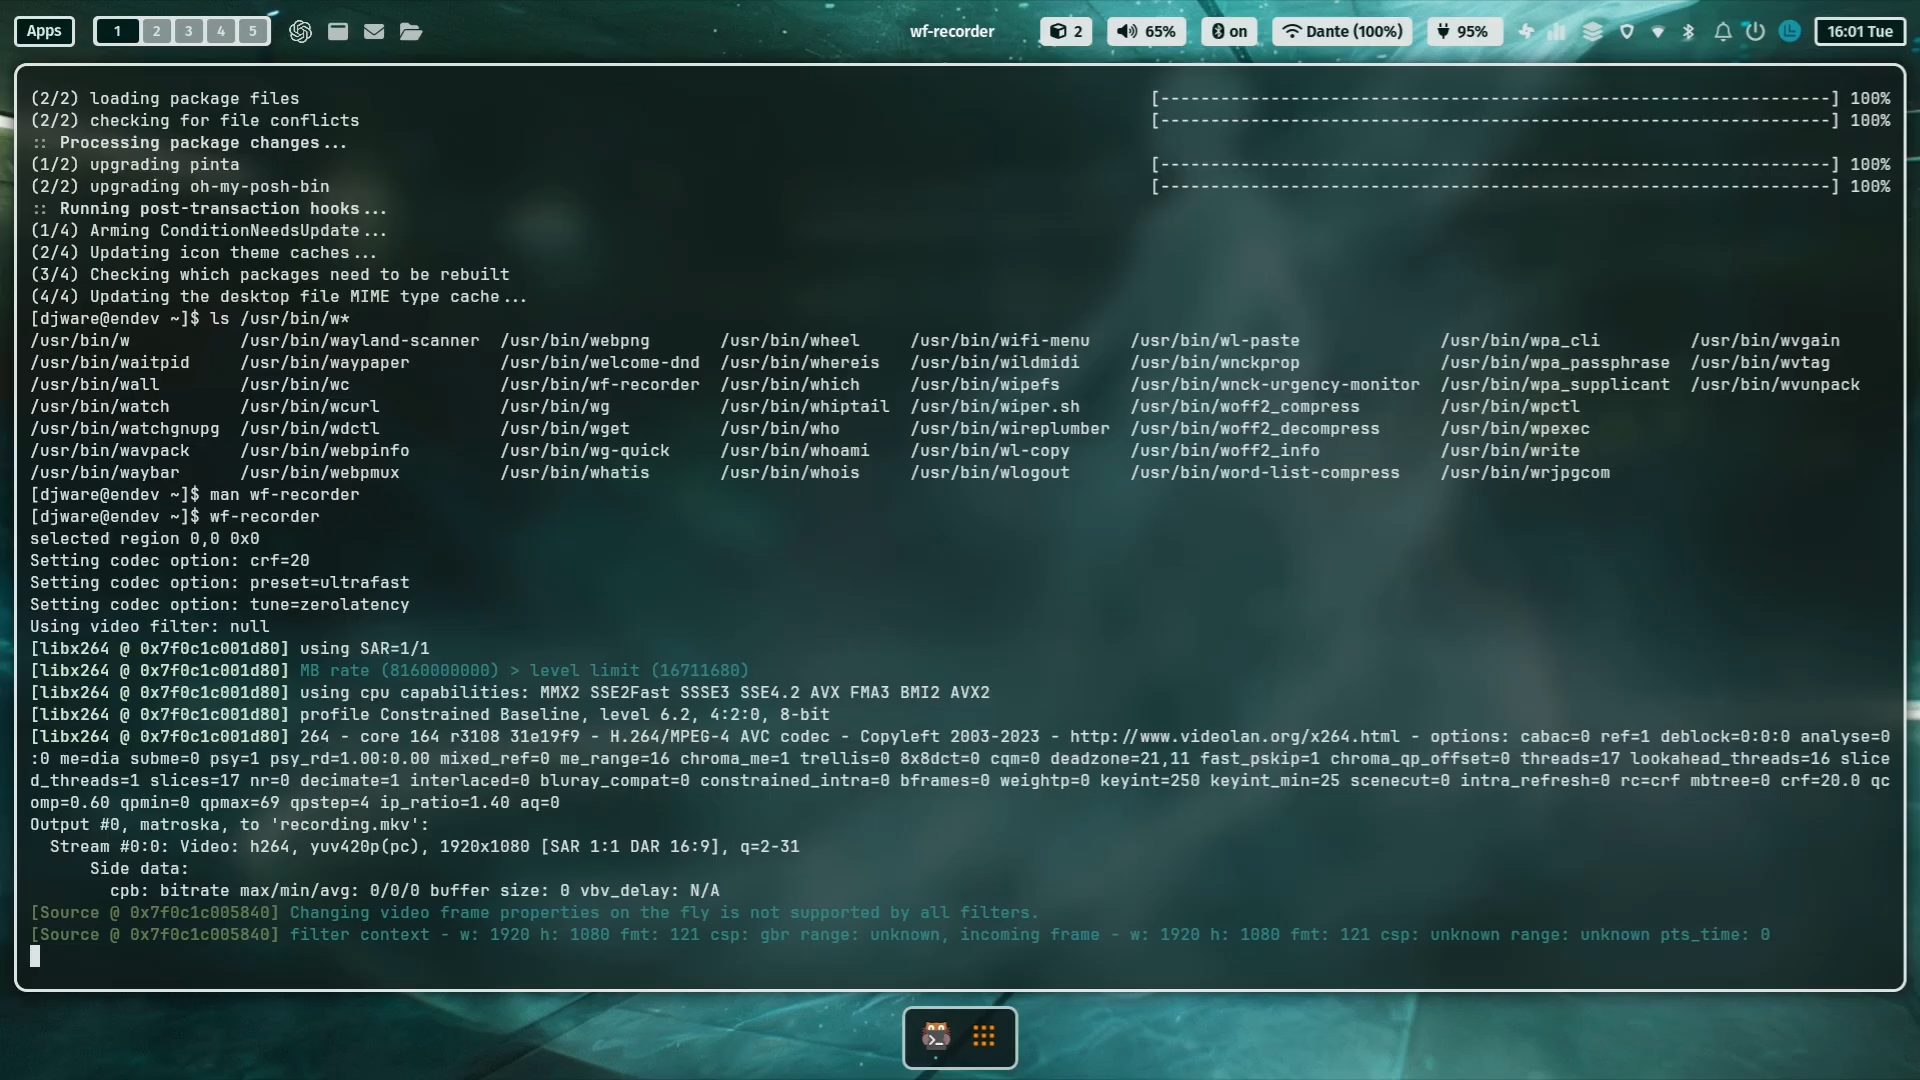 Apps 1 2 3 4 5 wf-recorder 2 65% on Dante (100%) 95% 16:01 Tue
(2/2) loading package files [-------------------------------------------------------------------] 100%
(2/2) checking for file conflicts [-------------------------------------------------------------------] 100%
:: Processing package changes...
(1/2) upgrading pinta [-------------------------------------------------------------------] 100%
(2/2) upgrading oh-my-posh-bin [-------------------------------------------------------------------] 100%
:: Running post-transaction hooks...
(1/4) Arming ConditionNeedsUpdate...
(2/4) Updating icon theme caches...
(3/4) Checking which packages need to be rebuilt
(4/4) Updating the desktop file MIME type cache...
[djware@endev ~]$ ls /usr/bin/w*
/usr/bin/w /usr/bin/wayland-scanner /usr/bin/webpng /usr/bin/wheel /usr/bin/wifi-menu /usr/bin/wl-paste /usr/bin/wpa_cli /usr/bin/wvgain
/usr/bin/waitpid /usr/bin/waypaper /usr/bin/welcome-dnd /usr/bin/whereis /usr/bin/wildmidi /usr/bin/wnckprop /usr/bin/wpa_passphrase /usr/bin/wvtag
/usr/bin/wall /usr/bin/wc /usr/bin/wf-recorder /usr/bin/which /usr/bin/wipefs /usr/bin/wnck-urgency-monitor /usr/bin/wpa_supplicant /usr/bin/wvunpack
/usr/bin/watch /usr/bin/wcurl /usr/bin/wg /usr/bin/whiptail /usr/bin/wiper.sh /usr/bin/woff2_compress /usr/bin/wpctl
/usr/bin/watchgnupg /usr/bin/wdctl /usr/bin/wget /usr/bin/who /usr/bin/wireplumber /usr/bin/woff2_decompress /usr/bin/wpexec
/usr/bin/wavpack /usr/bin/webpinfo /usr/bin/wg-quick /usr/bin/whoami /usr/bin/wl-copy /usr/bin/woff2_info /usr/bin/write
/usr/bin/waybar /usr/bin/webpmux /usr/bin/whatis /usr/bin/whois /usr/bin/wlogout /usr/bin/word-list-compress /usr/bin/wrjpgcom
[djware@endev ~]$ man wf-recorder
[djware@endev ~]$ wf-recorder
selected region 0,0 0x0
Setting codec option: crf=20
Setting codec option: preset=ultrafast
Setting codec option: tune=zerolatency
Using video filter: null
[libx264 @ 0x7f0c1c001d80] using SAR=1/1
[libx264 @ 0x7f0c1c001d80] MB rate (8160000000) > level limit (16711680)
[libx264 @ 0x7f0c1c001d80] using cpu capabilities: MMX2 SSE2Fast SSSE3 SSE4.2 AVX FMA3 BMI2 AVX2
[libx264 @ 0x7f0c1c001d80] profile Constrained Baseline, level 6.2, 4:2:0, 8-bit
[libx264 @ 0x7f0c1c001d80] 264 - core 164 r3108 31e19f9 - H.264/MPEG-4 AVC codec - Copyleft 2003-2023 - http://www.videolan.org/x264.html - options: cabac=0 ref=1 deblock=0:0:0 analyse=0
:0 me=dia subme=0 psy=1 psy_rd=1.00:0.00 mixed_ref=0 me_range=16 chroma_me=1 trellis=0 8x8dct=0 cqm=0 deadzone=21,11 fast_pskip=1 chroma_qp_offset=0 threads=17 lookahead_threads=16 slice
d_threads=1 slices=17 nr=0 decimate=1 interlaced=0 bluray_compat=0 constrained_intra=0 bframes=0 weightp=0 keyint=250 keyint_min=25 scenecut=0 intra_refresh=0 rc=crf mbtree=0 crf=20.0 qc
omp=0.60 qpmin=0 qpmax=69 qpstep=4 ip_ratio=1.40 aq=0
Output #0, matroska, to 'recording.mkv':
Stream #0:0: Video: h264, yuv420p(pc), 1920x1080 [SAR 1:1 DAR 16:9], q=2-31
Side data:
cpb: bitrate max/min/avg: 0/0/0 buffer size: 0 vbv_delay: N/A
[Source @ 0x7f0c1c005840] Changing video frame properties on the fly is not supported by all filters.
[Source @ 0x7f0c1c005840] filter context - w: 1920 h: 1080 fmt: 121 csp: gbr range: unknown, incoming frame - w: 1920 h: 1080 fmt: 121 csp: unknown range: unknown pts_time: 0